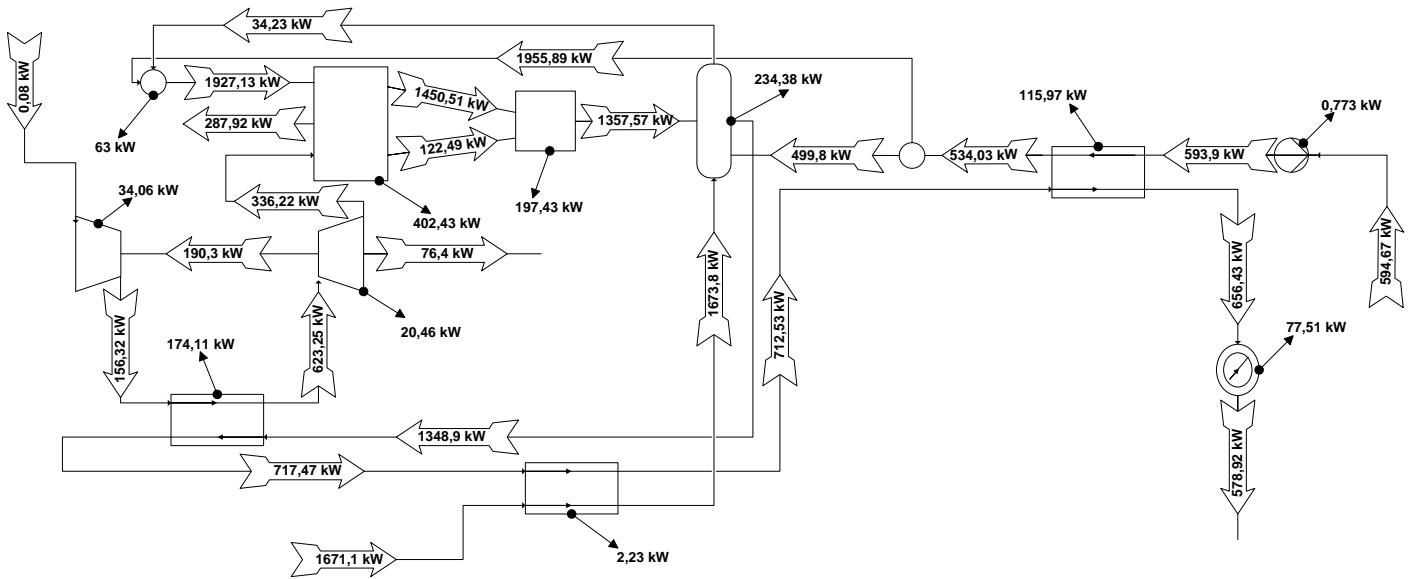 34,23 kW
0,08 kW
1955,89 kW
1927,13 kW
1450,51 kW
234,38 kW
115,97 kW
0,773 kW
63 kW
287,92 kW
1357,57 kW
122,49 kW
499,8 kW
534,03 kW
593,9 kW
34,06 kW
336,22 kW
402,43 kW
197,43 kW
190,3 kW
76,4 kW
594,67 kW
1673,8 kW
656,43 kW
712,53 kW
20,46 kW
623,25 kW
156,32 kW
174,11 kW
77,51 kW
1348,9 kW
578,92 kW
717,47 kW
1671,1 kW
2,23 kW